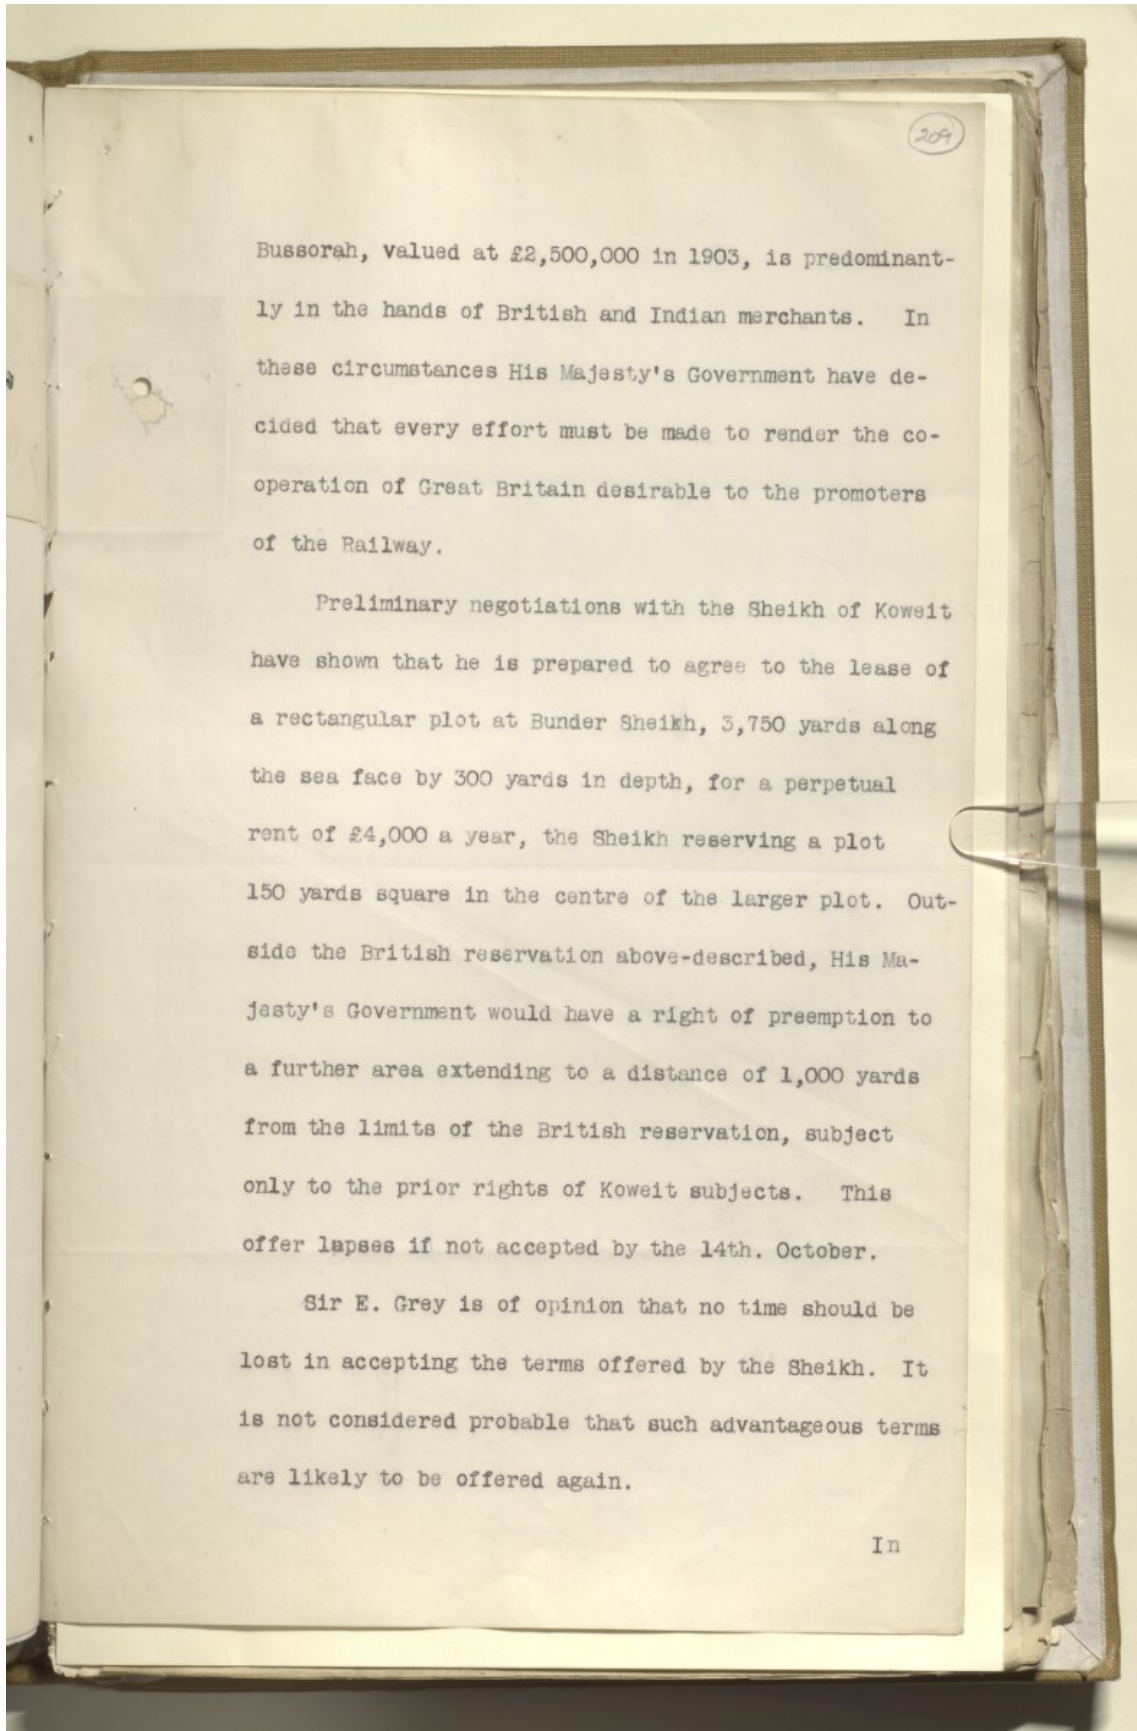 209
Bussorah, valued at £2,500,000 in 1903, is predominant-
ly in the hands of British and Indian merchants. In
these circumstances His Majesty's Government have de-
cided that every effort must be made to render the co-
operation of Great Britain desirable to the promoters
of the Railway.
Preliminary negotiations with the Sheikh of Koweit
have shown that he is prepared to agree to the lease of
a rectangular plot at Bunder Sheikh, 3,750 yards along
the sea face by 300 yards in depth, for a perpetual
rent of £4,000 a year, the Sheikh reserving a plot
150 yards square in the centre of the larger plot. Out-
side the British reservation above-described, His Ma-
jesty's Government would have a right of preemption to
a further area extending to a distance of 1,000 yards
from the limits of the British reservation, subject
only to the prior rights of Koweit subjects. This
offer lapses if not accepted by the 14th. October.
Sir E. Grey is of opinion that no time should be
lost in accepting the terms offered by the Sheikh. It
is not considered probable that such advantageous terms
are likely to be offered again.
In